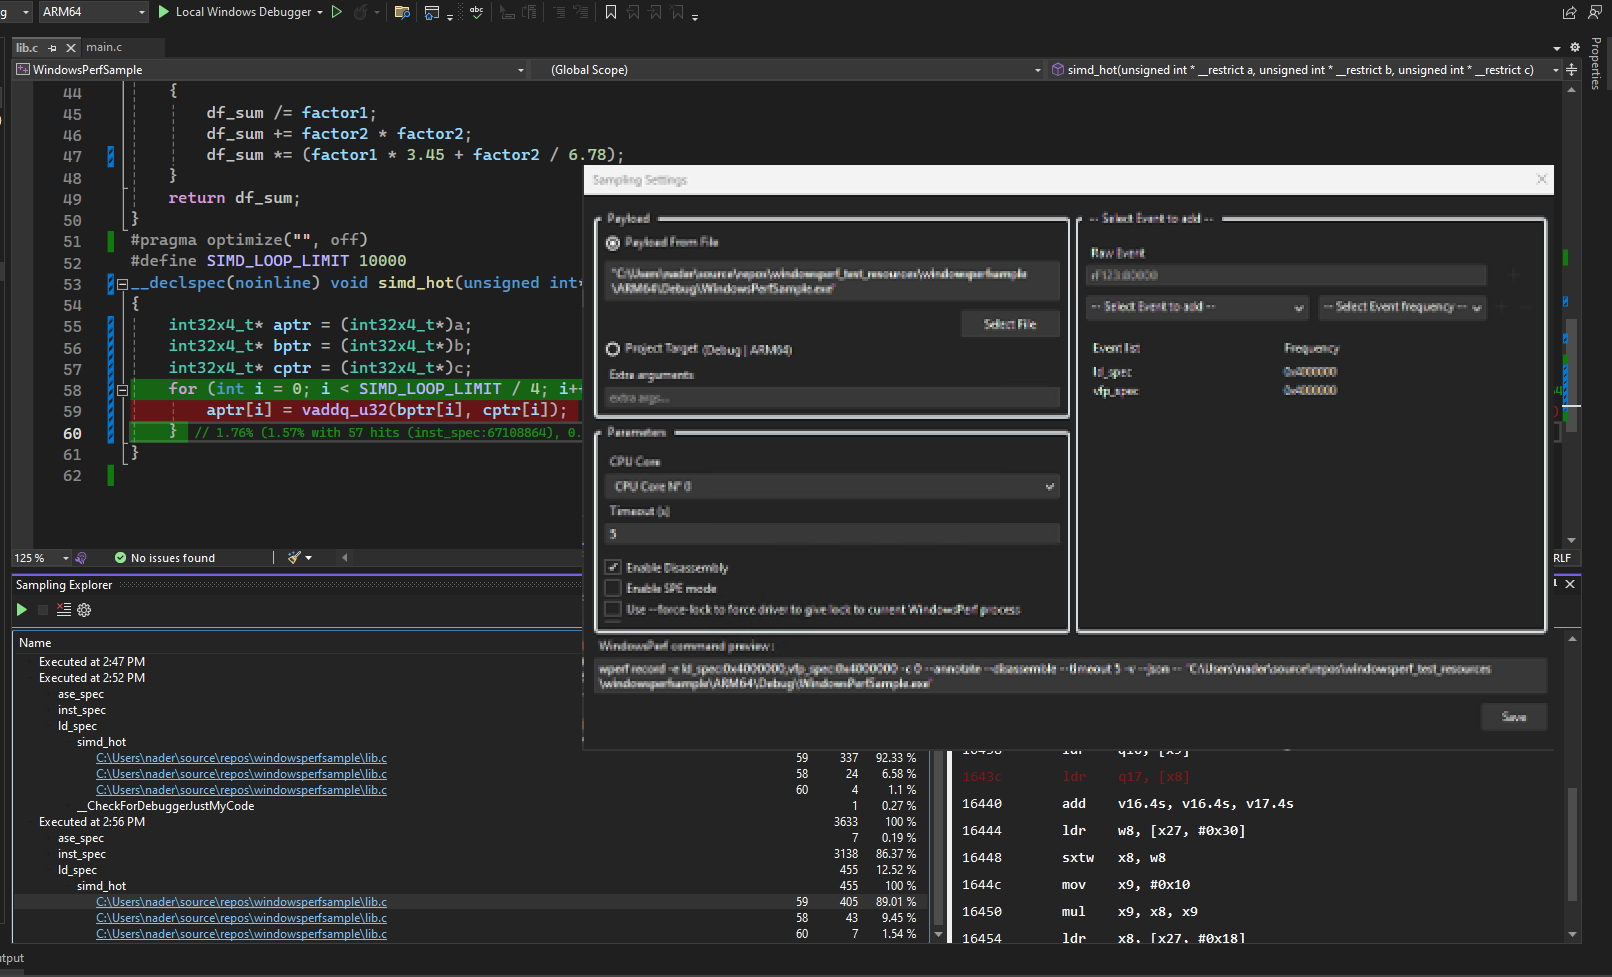 g
ARM64
Local Windows Debugger
abc
lib.c
main.c
Properties
WindowsPerfSample
(Global Scope)
simd_hot(unsigned int * __restrict a, unsigned int * __restrict b, unsigned int * __restrict c)
44 {
45 df_sum /= factor1;
46 df_sum += factor2 * factor2;
47 df_sum *= (factor1 * 3.45 + factor2 / 6.78);
48 }
49 return df_sum;
50 }
51 #pragma optimize("", off)
52 #define SIMD_LOOP_LIMIT 10000
53 __declspec(noinline) void simd_hot(unsigned int*
54 {
55 int32x4_t* aptr = (int32x4_t*)a;
56 int32x4_t* bptr = (int32x4_t*)b;
57 int32x4_t* cptr = (int32x4_t*)c;
58 for (int i = 0; i < SIMD_LOOP_LIMIT / 4; i++
59 aptr[i] = vaddq_u32(bptr[i], cptr[i]);
60 } // 1.76% (1.57% with 57 hits (inst_spec:67108864), 0.
61 }
62
125 %
No issues found
RLF
Sampling Settings
Payload
Payload From File
"C:\Users\nader\source\repos\windowsperf_test_resources\windowsperfsample
\ARM64\Debug\WindowsPerfSample.exe"
Select File
Project Target (Debug | ARM64)
Extra arguments
extra args...
Parameters
CPU Core
CPU Core N° 0
Timeout (s)
5
Enable Disassembly
Enable SPE mode
Use --force-lock to force driver to give lock to current WindowsPerf process
-- Select Event to add --
Raw Event
rF123:80000
-- Select Event to add --
-- Select Event frequency --
Event list Frequency
ld_spec 0x4000000
vfp_spec 0x4000000
WindowsPerf command preview :
wperf record -e ld_spec:0x4000000,vfp_spec:0x4000000 -c 0 --annotate --disassemble --timeout 5 -v --json -- "C:\Users\nader\source\repos\windowsperf_test_resources
\windowsperfsample\ARM64\Debug\WindowsPerfSample.exe"
Save
Sampling Explorer
Name
Executed at 2:47 PM
Executed at 2:52 PM
ase_spec
inst_spec
ld_spec
simd_hot
C:\Users\nader\source\repos\windowsperfsample\lib.c 59 337 92.33 %
C:\Users\nader\source\repos\windowsperfsample\lib.c 58 24 6.58 %
C:\Users\nader\source\repos\windowsperfsample\lib.c 60 4 1.1 %
__CheckForDebuggerJustMyCode 1 0.27 %
Executed at 2:56 PM 3633 100 %
ase_spec 7 0.19 %
inst_spec 3138 86.37 %
ld_spec 455 12.52 %
simd_hot 455 100 %
C:\Users\nader\source\repos\windowsperfsample\lib.c 59 405 89.01 %
C:\Users\nader\source\repos\windowsperfsample\lib.c 58 43 9.45 %
C:\Users\nader\source\repos\windowsperfsample\lib.c 60 7 1.54 %
16438 ldr q16, [x9]
1643c ldr q17, [x8]
16440 add v16.4s, v16.4s, v17.4s
16444 ldr w8, [x27, #0x30]
16448 sxtw x8, w8
1644c mov x9, #0x10
16450 mul x9, x8, x9
16454 ldr x8, [x27, #0x18]
utput